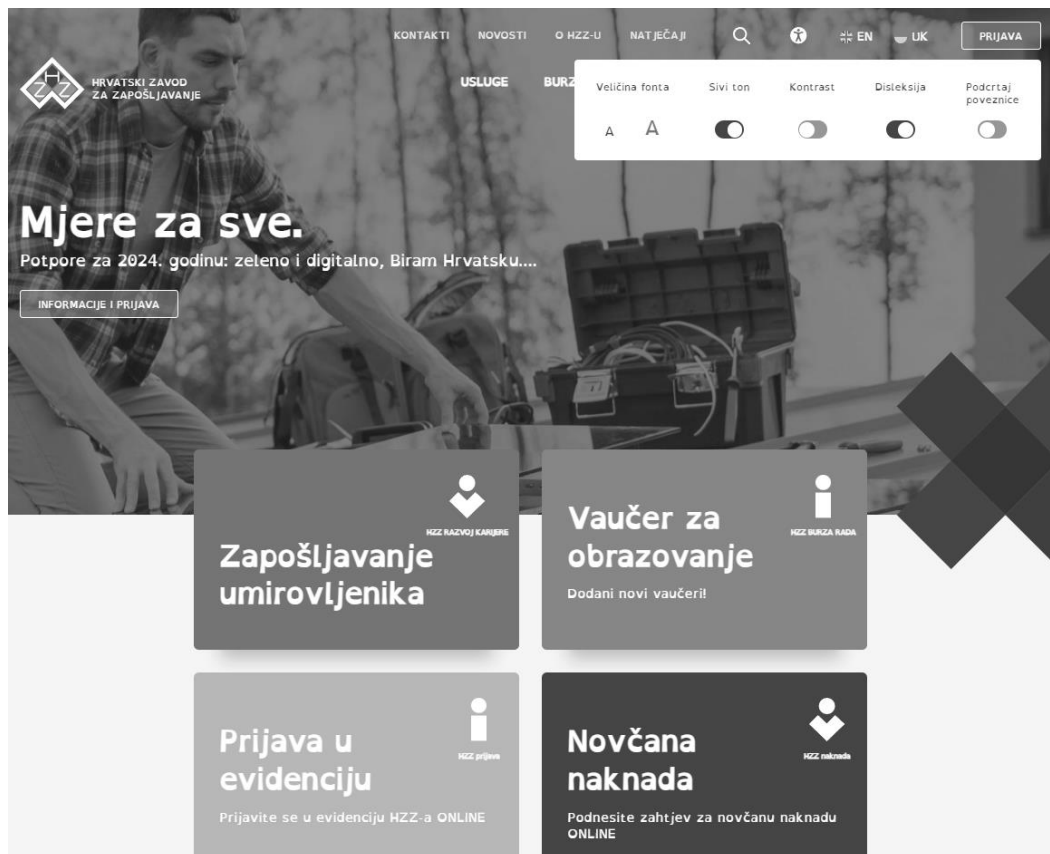 KONTAKTI NOVOSTI O HZZ-U NATJEČAJI EN UK PRIJAVA
HZZ
HRVATSKI ZAVOD
ZA ZAPOŠLJAVANJE
USLUGE BURZ
Veličina fonta Sivi ton Kontrast Disleksija Podcrtaj
poveznice
A A
Mjere za sve.
Potpore za 2024. godinu: zeleno i digitalno, Biram Hrvatsku....
INFORMACIJE I PRIJAVA
HZZ RAZVOJ KARIJERE
Zapošljavanje
umirovljenika
HZZ BURZA RADA
Vaučer za
obrazovanje
Dodani novi vaučeri!
HZZ prijava
Prijava u
evidenciju
Prijavite se u evidenciju HZZ-a ONLINE
HZZ naknada
Novčana
naknada
Podnesite zahtjev za novčanu naknadu
ONLINE